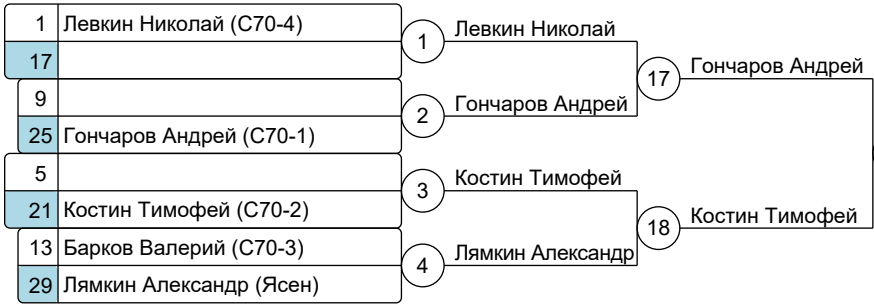 1 Левкин Николай (С70-4)
17
9
25 Гончаров Андрей (С70-1)
5
21 Костин Тимофей (С70-2)
13 Барков Валерий (С70-3)
29 Лямкин Александр (Ясен)
1 Левкин Николай
2 Гончаров Андрей
3 Костин Тимофей
4 Лямкин Александр
17 Гончаров Андрей
18 Костин Тимофей